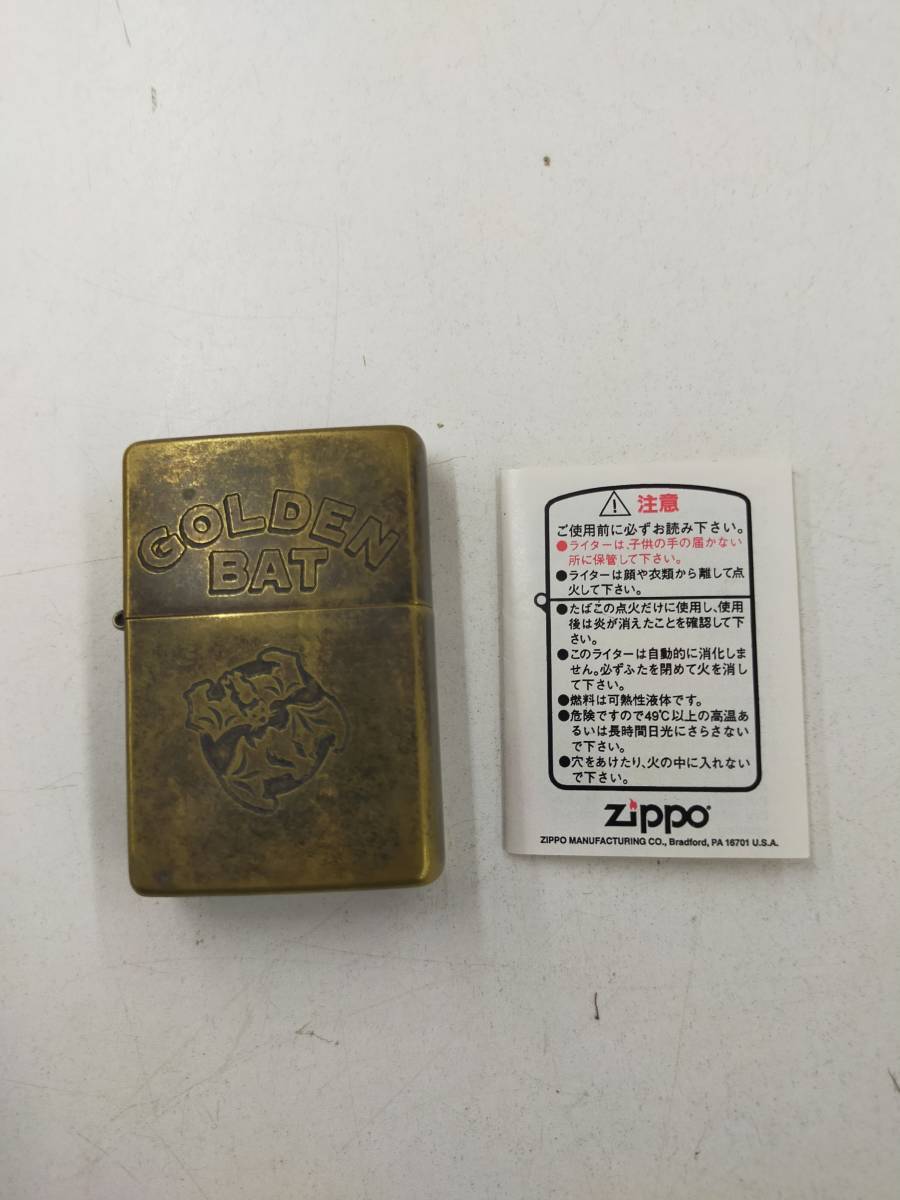 GOLDEN
BAT
注意
ご使用前に必ずお読み下さい。
●ライターは、子供の手の届かない
所に保管して下さい。
●ライターは顔や衣類から離して点
火して下さい。
●たばこの点火だけに使用し、使用
後は炎が消えたことを確認して下
さい。
●このライターは自動的に消化しま
せん。必ずふたを閉めて火を消し
て下さい。
●燃料は可熱性液体です。
●危険ですので49℃以上の高温あ
るいは長時間日光にさらさない
で下さい。
●穴をあけたり、火の中に入れない
で下さい。
zippo
ZIPPO MANUFACTURING CO., Bradford, PA 16701 U.S.A.